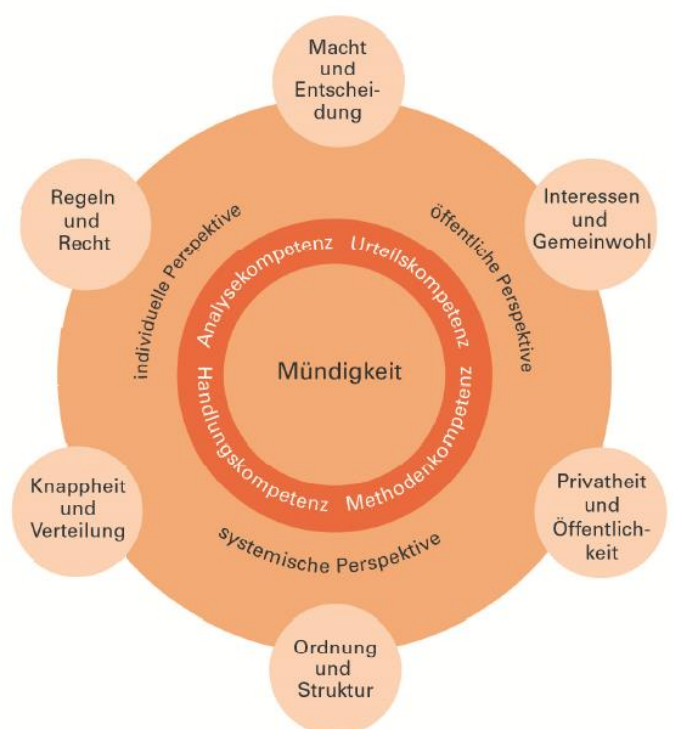 Macht
und
Entschei-
dung
Regeln
und
Recht
Interessen
und
Gemeinwohl
individuelle Perspektive
öffentliche Perspektive
Analysekompetenz
Urteilskompetenz
Mündigkeit
Handlungskompetenz
Methodenkompetenz
Knappheit
und
Verteilung
Privatheit
und
Öffentlich-
keit
systemische Perspektive
Ordnung
und
Struktur